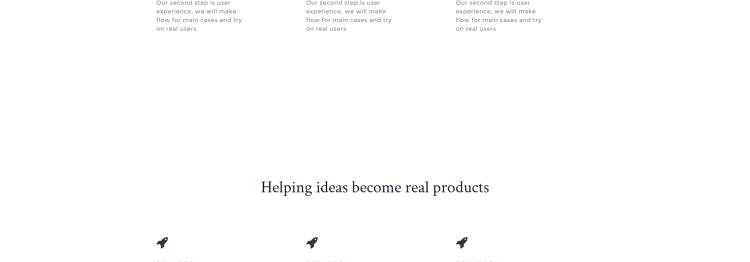 Our second step is user
experience, we will make
flow for main cases and try
on real users
Our second step is user
experience, we will make
flow for main cases and try
on real users
Our second step is user
experience, we will make
flow for main cases and try
on real users
Helping ideas become real products